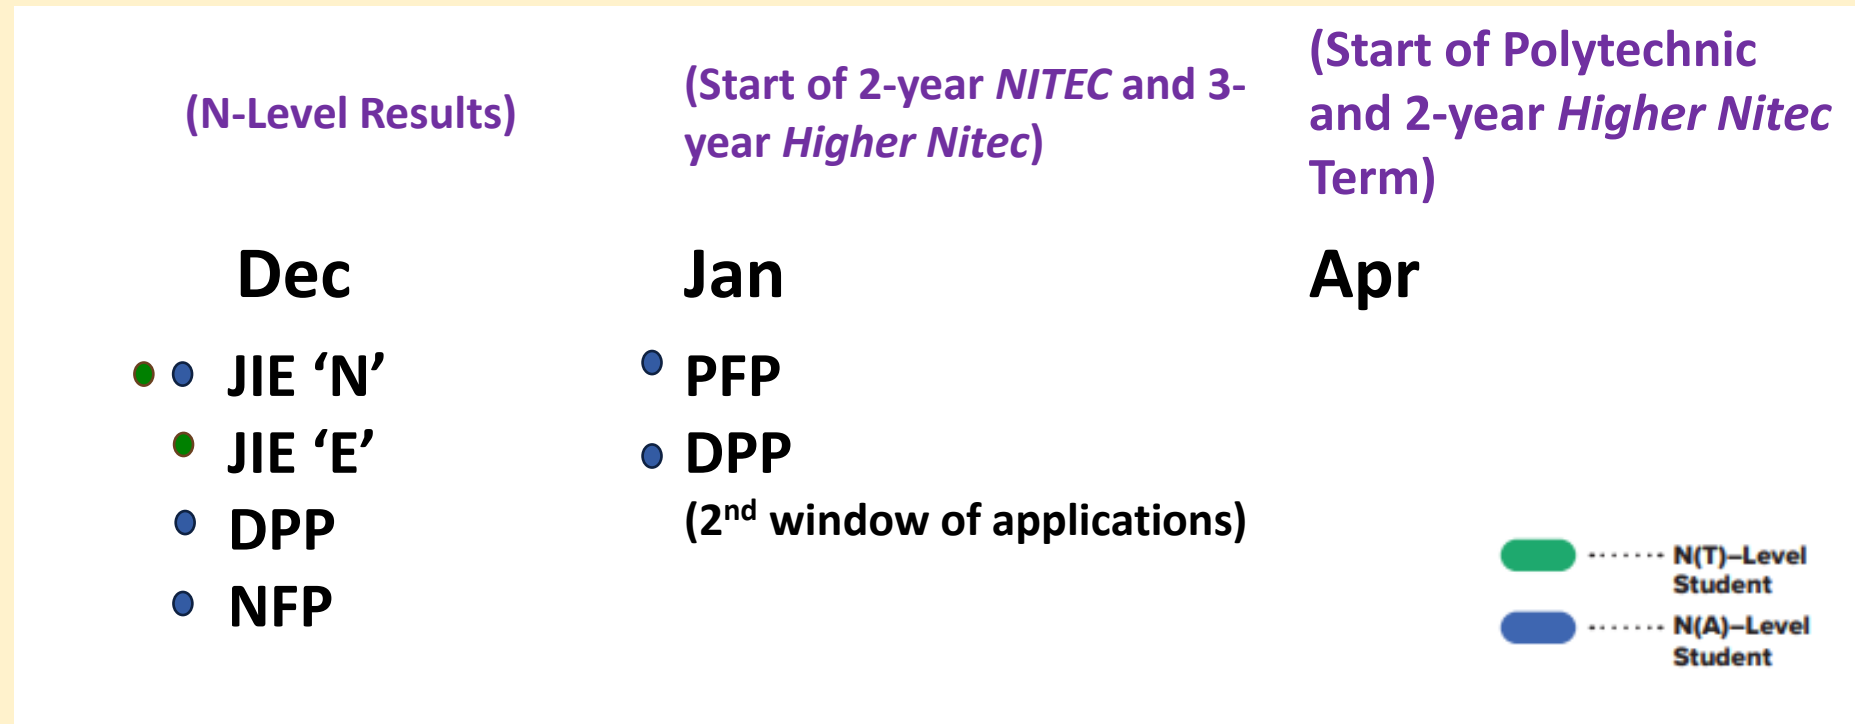 (N-Level Results)
(Start of 2-year NITEC and 3-
year Higher Nitec)
(Start of Polytechnic
and 2-year Higher Nitec
Term)
Dec
Jan
Apr
JIE ‘N’
JIE ‘E’
DPP
NFP
PFP
DPP
(2nd window of applications)
N(T)–Level
Student
N(A)–Level
Student